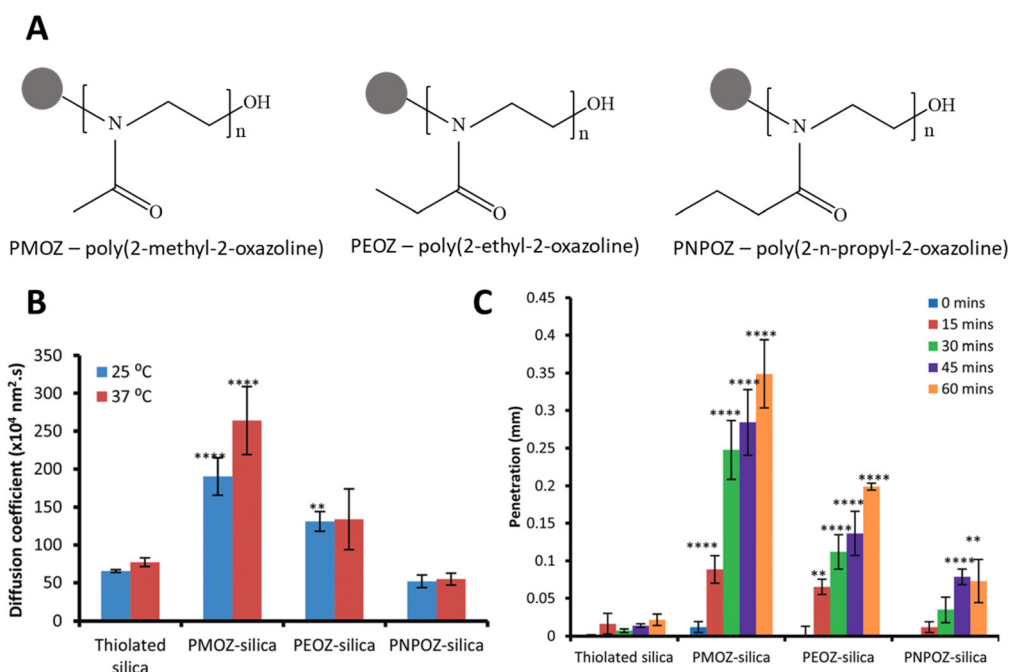 A
N
OH
n
O
N
OH
n
O
N
OH
n
O
PMOZ – poly(2-methyl-2-oxazoline)
PEOZ – poly(2-ethyl-2-oxazoline)
PNPOZ – poly(2-n-propyl-2-oxazoline)
B
Diffusion coefficient (x10⁴ nm².s)
350
300
250
200
150
100
50
0
25 ⁰C
37 ⁰C
****
****
**
Thiolated silica
PMOZ-silica
PEOZ-silica
PNPOZ-silica
C
Penetration (mm)
0.45
0.4
0.35
0.3
0.25
0.2
0.15
0.1
0.05
0
0 mins
15 mins
30 mins
45 mins
60 mins
****
****
****
****
**
****
****
****
****
**
Thiolated silica
PMOZ-silica
PEOZ-silica
PNPOZ-silica